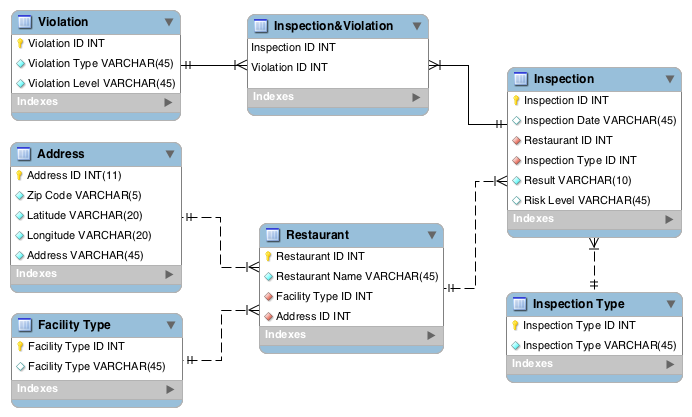 Violation
Violation ID INT
Violation Type VARCHAR(45)
Violation Level VARCHAR(45)
Indexes
Inspection&Violation
Inspection ID INT
Violation ID INT
Indexes
Inspection
Inspection ID INT
Inspection Date VARCHAR(45)
Restaurant ID INT
Inspection Type ID INT
Result VARCHAR(10)
Risk Level VARCHAR(45)
Indexes
Address
Address ID INT(11)
Zip Code VARCHAR(5)
Latitude VARCHAR(20)
Longitude VARCHAR(20)
Address VARCHAR(45)
Indexes
Restaurant
Restaurant ID INT
Restaurant Name VARCHAR(45)
Facility Type ID INT
Address ID INT
Indexes
Facility Type
Facility Type ID INT
Facility Type VARCHAR(45)
Indexes
Inspection Type
Inspection Type ID INT
Inspection Type VARCHAR(45)
Indexes